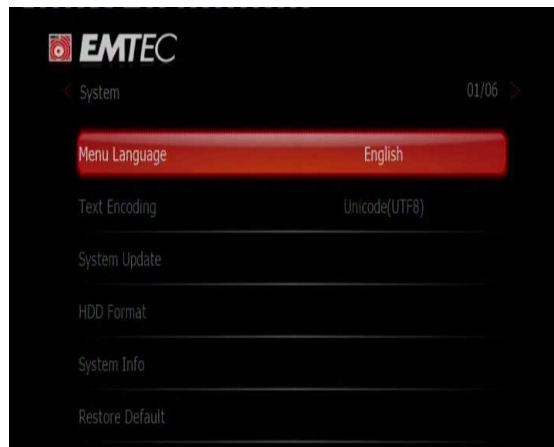 EMTEC
System 01/06
Menu Language English
Text Encoding Unicode(UTF8)
System Update
HDD Format
System Info
Restore Default